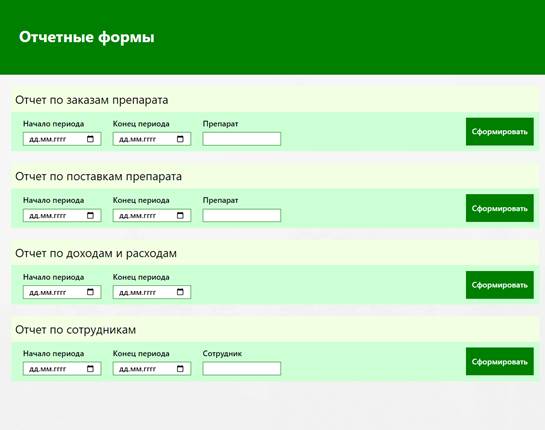 Отчетные формы
Отчет по заказам препарата
Начало периода Конец периода Препарат
дд.мм.гггг дд.мм.гггг
Сформировать
Отчет по поставкам препарата
Начало периода Конец периода Препарат
дд.мм.гггг дд.мм.гггг
Сформировать
Отчет по доходам и расходам
Начало периода Конец периода
дд.мм.гггг дд.мм.гггг
Сформировать
Отчет по сотрудникам
Начало периода Конец периода Сотрудник
дд.мм.гггг дд.мм.гггг
Сформировать